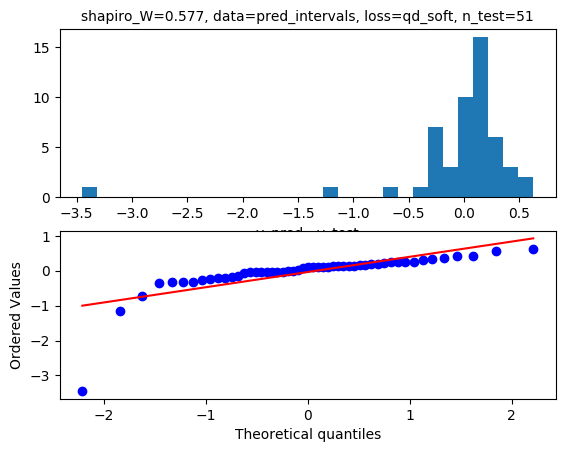 shapiro_W=0.577, data=pred_intervals, loss=qd_soft, n_test=51
15
10
5
0
−3.5 −3.0 −2.5 −2.0 −1.5 −1.0 −0.5 0.0 0.5
1
0
−1
−2
−3
Ordered Values
−2 −1 0 1 2
Theoretical quantiles